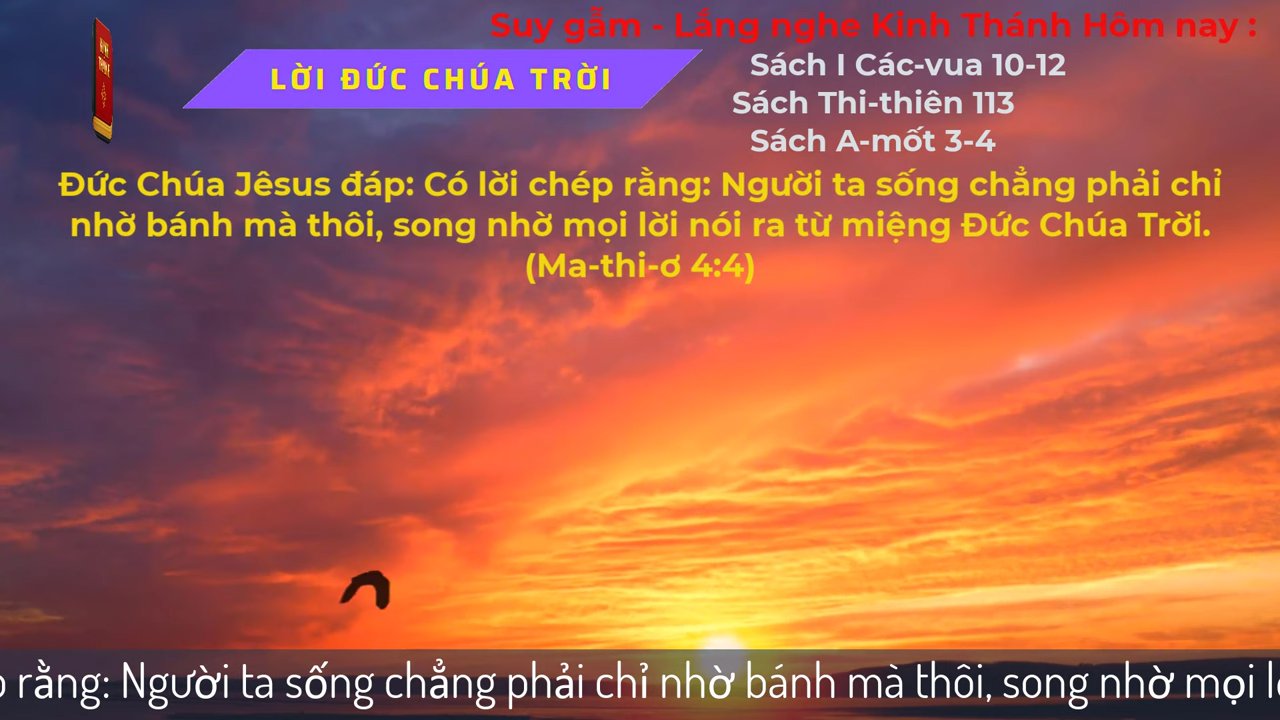 Suy gẫm - Lắng nghe Kinh Thánh Hôm nay :
LỜI ĐỨC CHÚA TRỜI
Sách I Các-vua 10-12
Sách Thi-thiên 113
Sách A-mốt 3-4
Đức Chúa Jêsus đáp: Có lời chép rằng: Người ta sống chẳng phải chỉ
nhờ bánh mà thôi, song nhờ mọi lời nói ra từ miệng Đức Chúa Trời.
(Ma-thi-ơ 4:4)
rằng: Người ta sống chẳng phải chỉ nhờ bánh mà thôi, song nhờ mọi